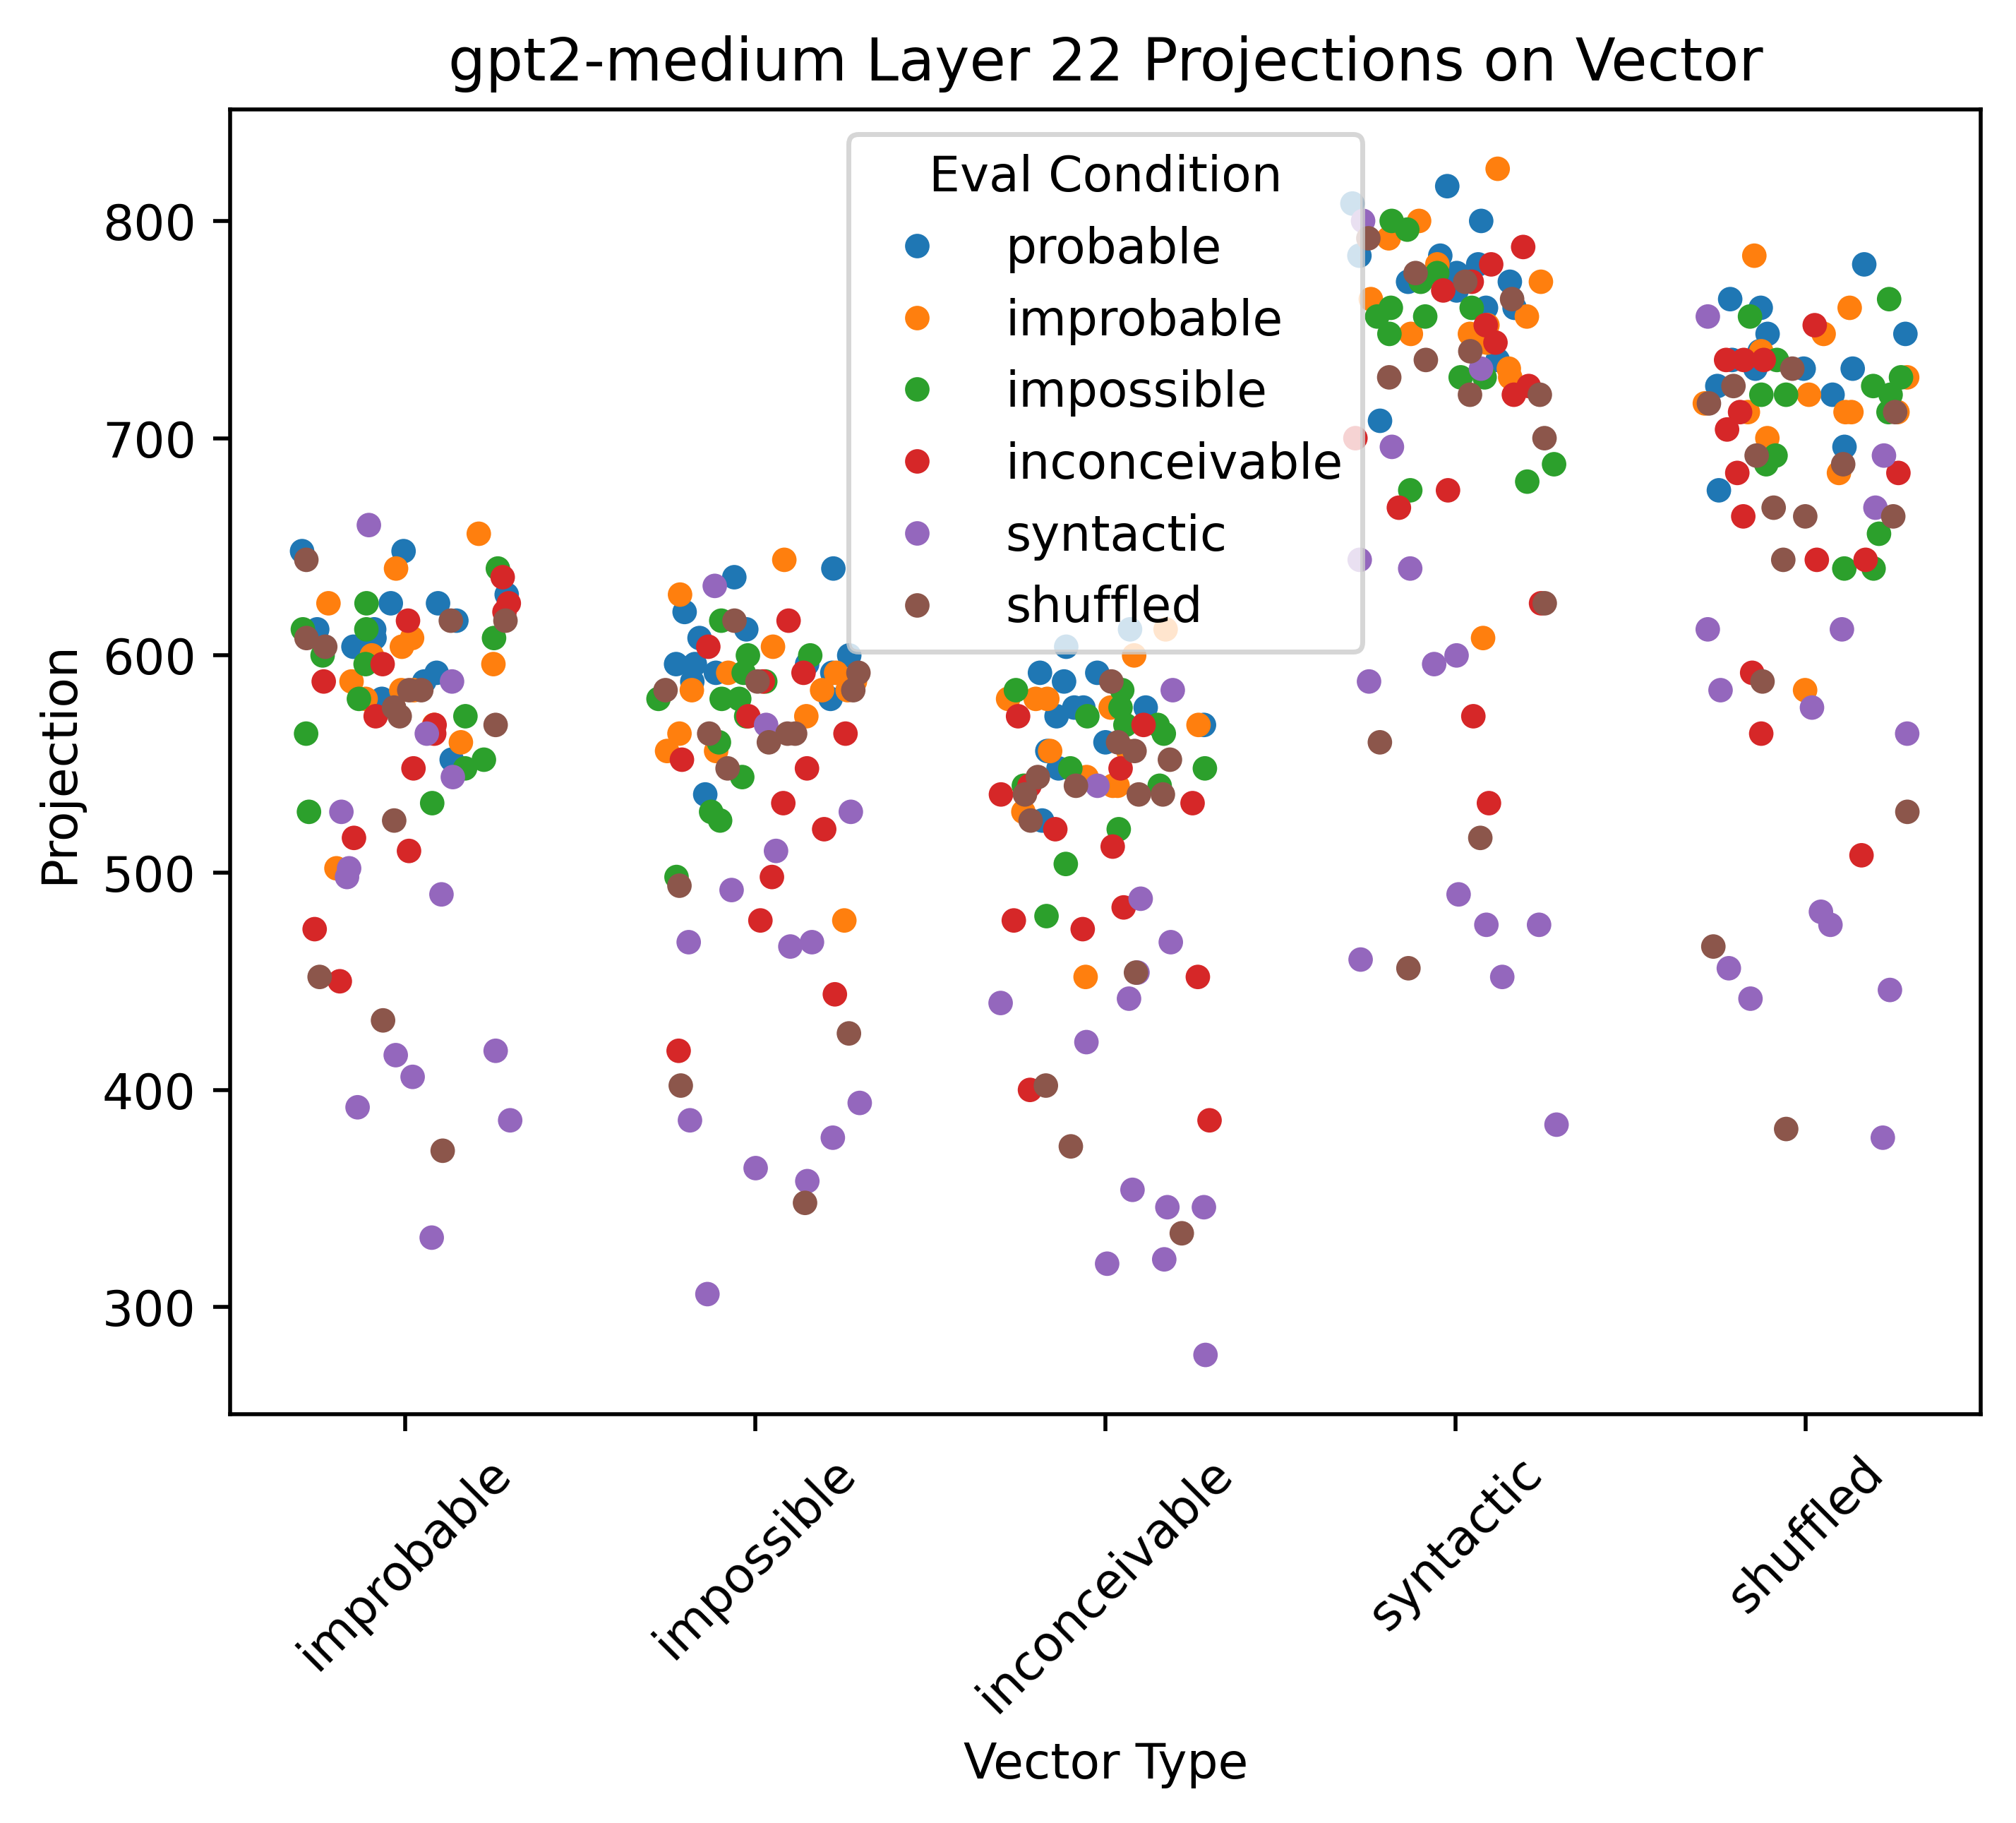 gpt2-medium Layer 22 Projections on Vector
Eval Condition
probable
improbable
impossible
inconceivable
syntactic
shuffled
800
700
600
500
400
300
Projection
improbable
impossible
inconceivable
syntactic
shuffled
Vector Type